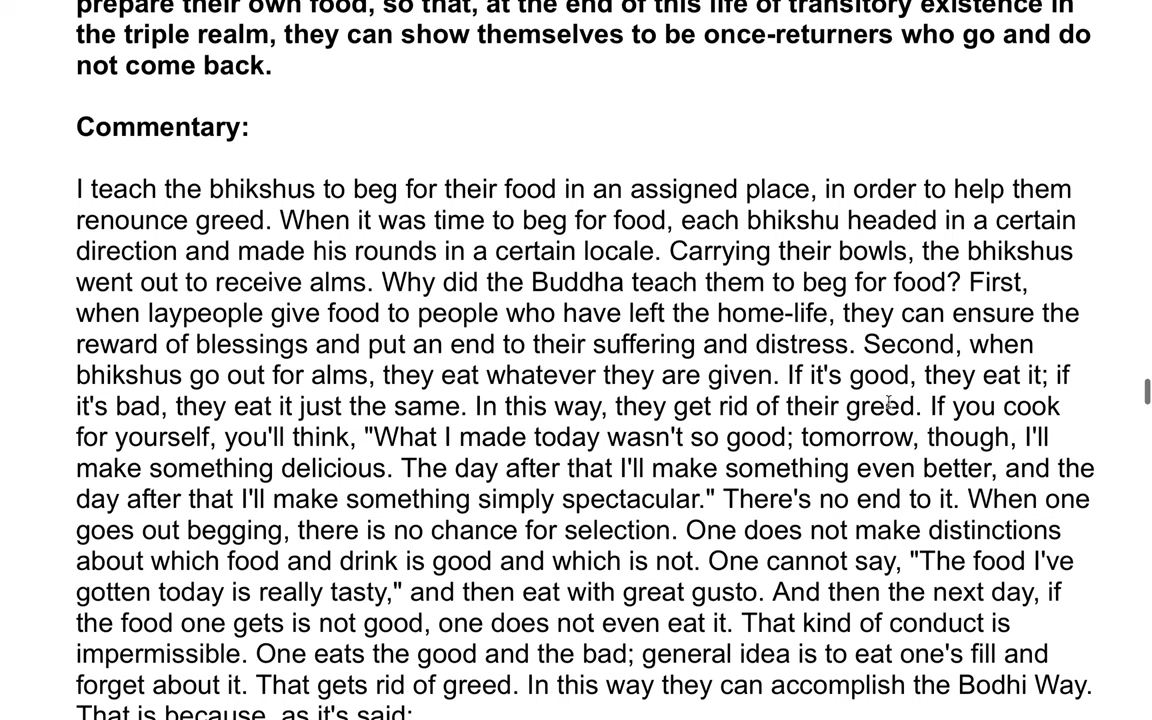 prepare their own food, so that, at the end of this life of transitory existence in
the triple realm, they can show themselves to be once-returners who go and do
not come back.
Commentary:
I teach the bhikshus to beg for their food in an assigned place, in order to help them
renounce greed. When it was time to beg for food, each bhikshu headed in a certain
direction and made his rounds in a certain locale. Carrying their bowls, the bhikshus
went out to receive alms. Why did the Buddha teach them to beg for food? First,
when laypeople give food to people who have left the home-life, they can ensure the
reward of blessings and put an end to their suffering and distress. Second, when
bhikshus go out for alms, they eat whatever they are given. If it's good, they eat it; if
it's bad, they eat it just the same. In this way, they get rid of their greed. If you cook
for yourself, you'll think, "What I made today wasn't so good; tomorrow, though, I'll
make something delicious. The day after that I'll make something even better, and the
day after that I'll make something simply spectacular." There's no end to it. When one
goes out begging, there is no chance for selection. One does not make distinctions
about which food and drink is good and which is not. One cannot say, "The food I've
gotten today is really tasty," and then eat with great gusto. And then the next day, if
the food one gets is not good, one does not even eat it. That kind of conduct is
impermissible. One eats the good and the bad; general idea is to eat one's fill and
forget about it. That gets rid of greed. In this way they can accomplish the Bodhi Way.
That is because, as it's said: